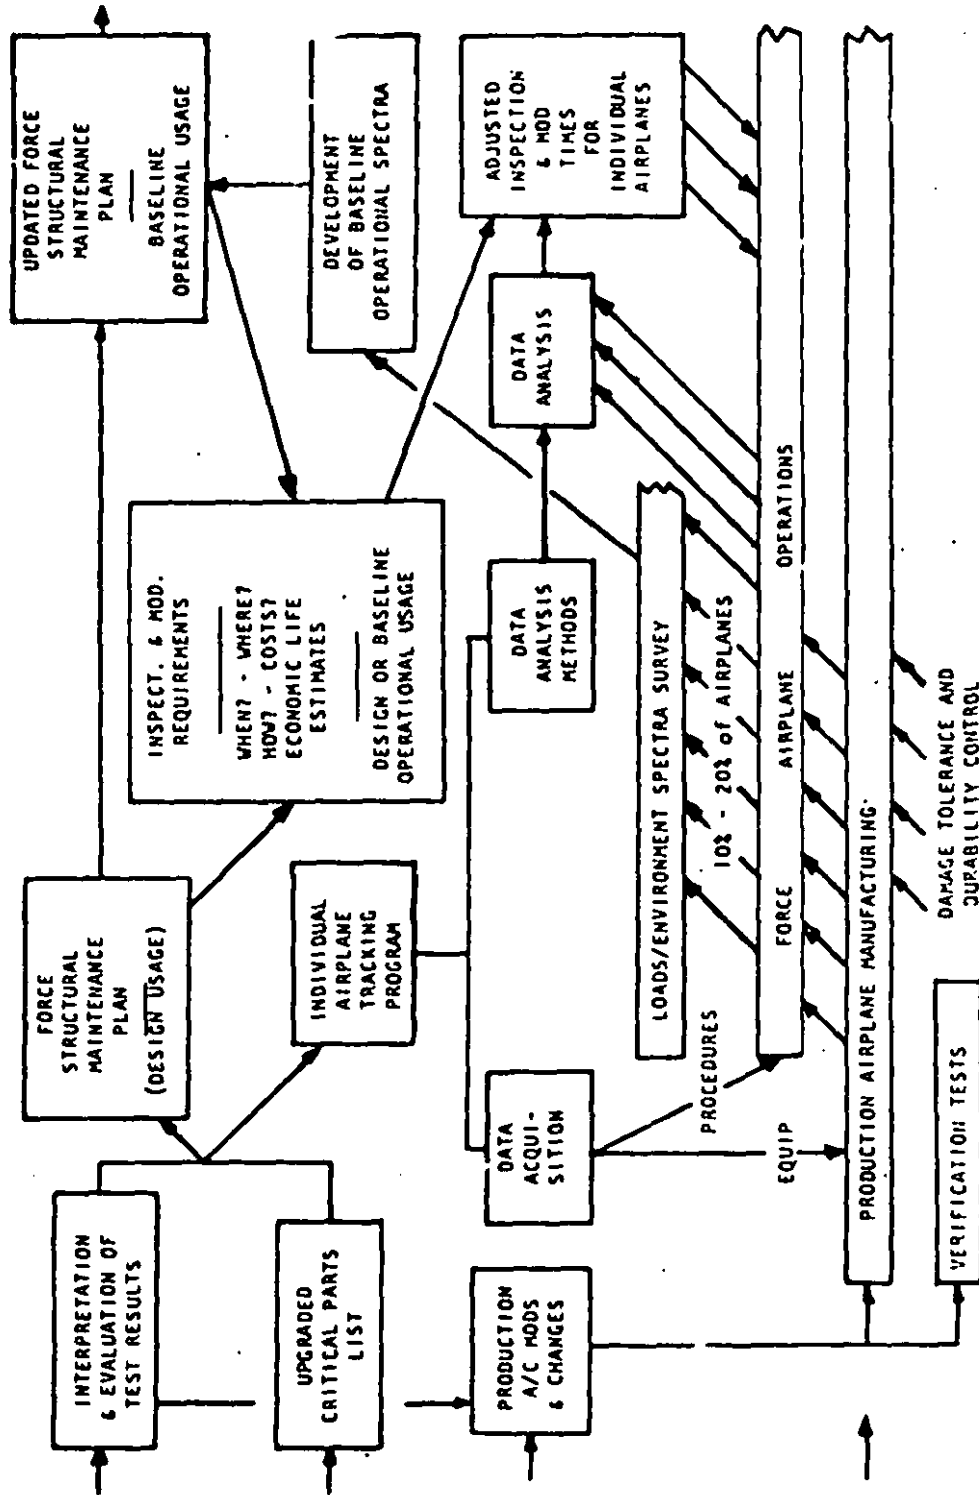 INTERPRETATION
& EVALUATION OF
TEST RESULTS
UPGRADED
CRITICAL PARTS
LIST
PRODUCTION
A/C MODS
& CHANGES
FORCE
STRUCTURAL
MAINTENANCE
PLAN
(DESIGN USAGE)
INDIVIDUAL
AIRPLANE
TRACKING
PROGRAM
DATA
ACQUI-
SITION
PROCEDURES
EQUIP
INSPECT. & MOD.
REQUIREMENTS
WHEN? - WHERE?
HOW? - COSTS?
ECONOMIC LIFE
ESTIMATES
DESIGN OR BASELINE
OPERATIONAL USAGE
DATA
ANALYSIS
METHODS
UPDATED FORCE
STRUCTURAL
MAINTENANCE
PLAN
BASELINE
OPERATIONAL USAGE
DEVELOPMENT
OF BASELINE
OPERATIONAL SPECTRA
DATA
ANALYSIS
ADJUSTED
INSPECTION
& MOD
TIMES
FOR
INDIVIDUAL
AIRPLANES
LOADS/ENVIRONMENT SPECTRA SURVEY
10% - 20% of AIRPLANES
FORCE AIRPLANE OPERATIONS
PRODUCTION AIRPLANE MANUFACTURING
VERIFICATION TESTS
DAMAGE TOLERANCE AND
DURABILITY CONTROL